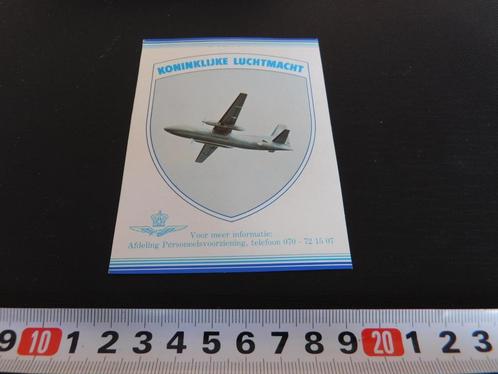 KONINKLIJKE LUCHTMACHT
Voor meer informatie:
Afdeling Personeelsvoorziening, telefoon 070 - 72 15 07
9 10 1 2 3 4 5 6 7 8 9 20 1 2 3